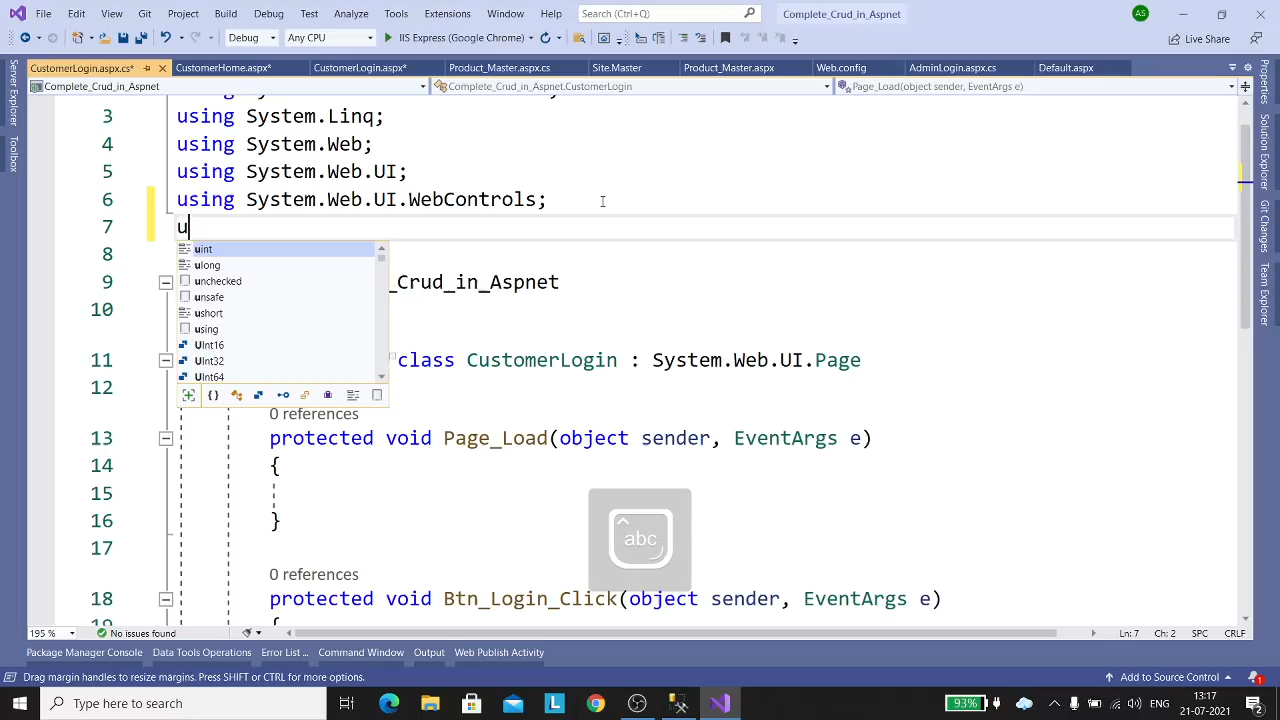 File Edit View Git Project Build Debug Test Analyze Tools Extensions Window Help Search (Ctrl+Q) Complete_Crud_in_Aspnet AS
Debug Any CPU IIS Express (Google Chrome) Live Share
CustomerLogin.aspx.cs* CustomerHome.aspx* CustomerLogin.aspx* Product_Master.aspx.cs Site.Master Product_Master.aspx Web.config AdminLogin.aspx.cs Default.aspx
Complete_Crud_in_Aspnet Complete_Crud_in_Aspnet.CustomerLogin Page_Load(object sender, EventArgs e)
Server Explorer
Toolbox
Properties
Solution Explorer
Git Changes
Team Explorer
3 using System.Linq;
4 using System.Web;
5 using System.Web.UI;
6 using System.Web.UI.WebControls;
7 u
8
9 _Crud_in_Aspnet
10
11 class CustomerLogin : System.Web.UI.Page
12
uint
ulong
unchecked
unsafe
ushort
using
UInt16
UInt32
UInt64
0 references
13 protected void Page_Load(object sender, EventArgs e)
14 {
15
16 }
17
0 references
18 protected void Btn_Login_Click(object sender, EventArgs e)
19 {
abc
195 % No issues found Ln: 7 Ch: 2 SPC CRLF
Package Manager Console Data Tools Operations Error List ... Command Window Output Web Publish Activity
Drag margin handles to resize margins. Press SHIFT or CTRL for more options. Add to Source Control 1
Type here to search 93% ENG 13:17 21-07-2021 2